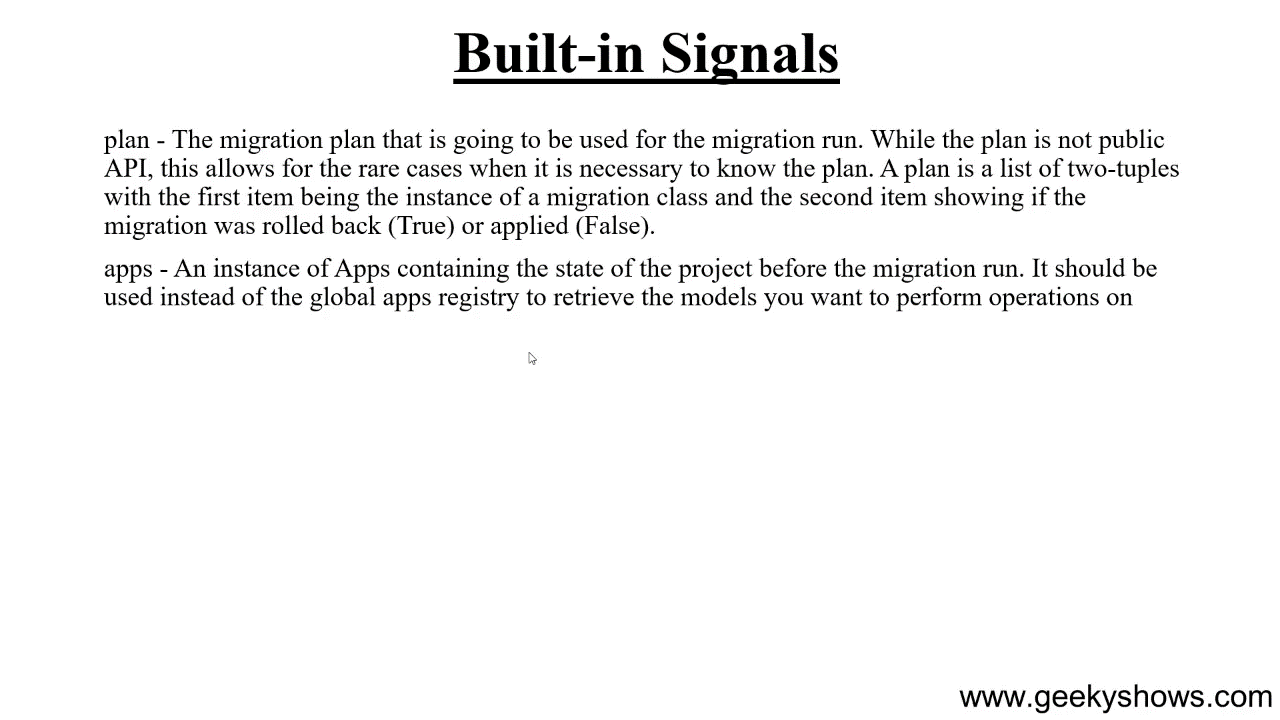 Built-in Signals
plan - The migration plan that is going to be used for the migration run. While the plan is not public
API, this allows for the rare cases when it is necessary to know the plan. A plan is a list of two-tuples
with the first item being the instance of a migration class and the second item showing if the
migration was rolled back (True) or applied (False).
apps - An instance of Apps containing the state of the project before the migration run. It should be
used instead of the global apps registry to retrieve the models you want to perform operations on
www.geekyshows.com